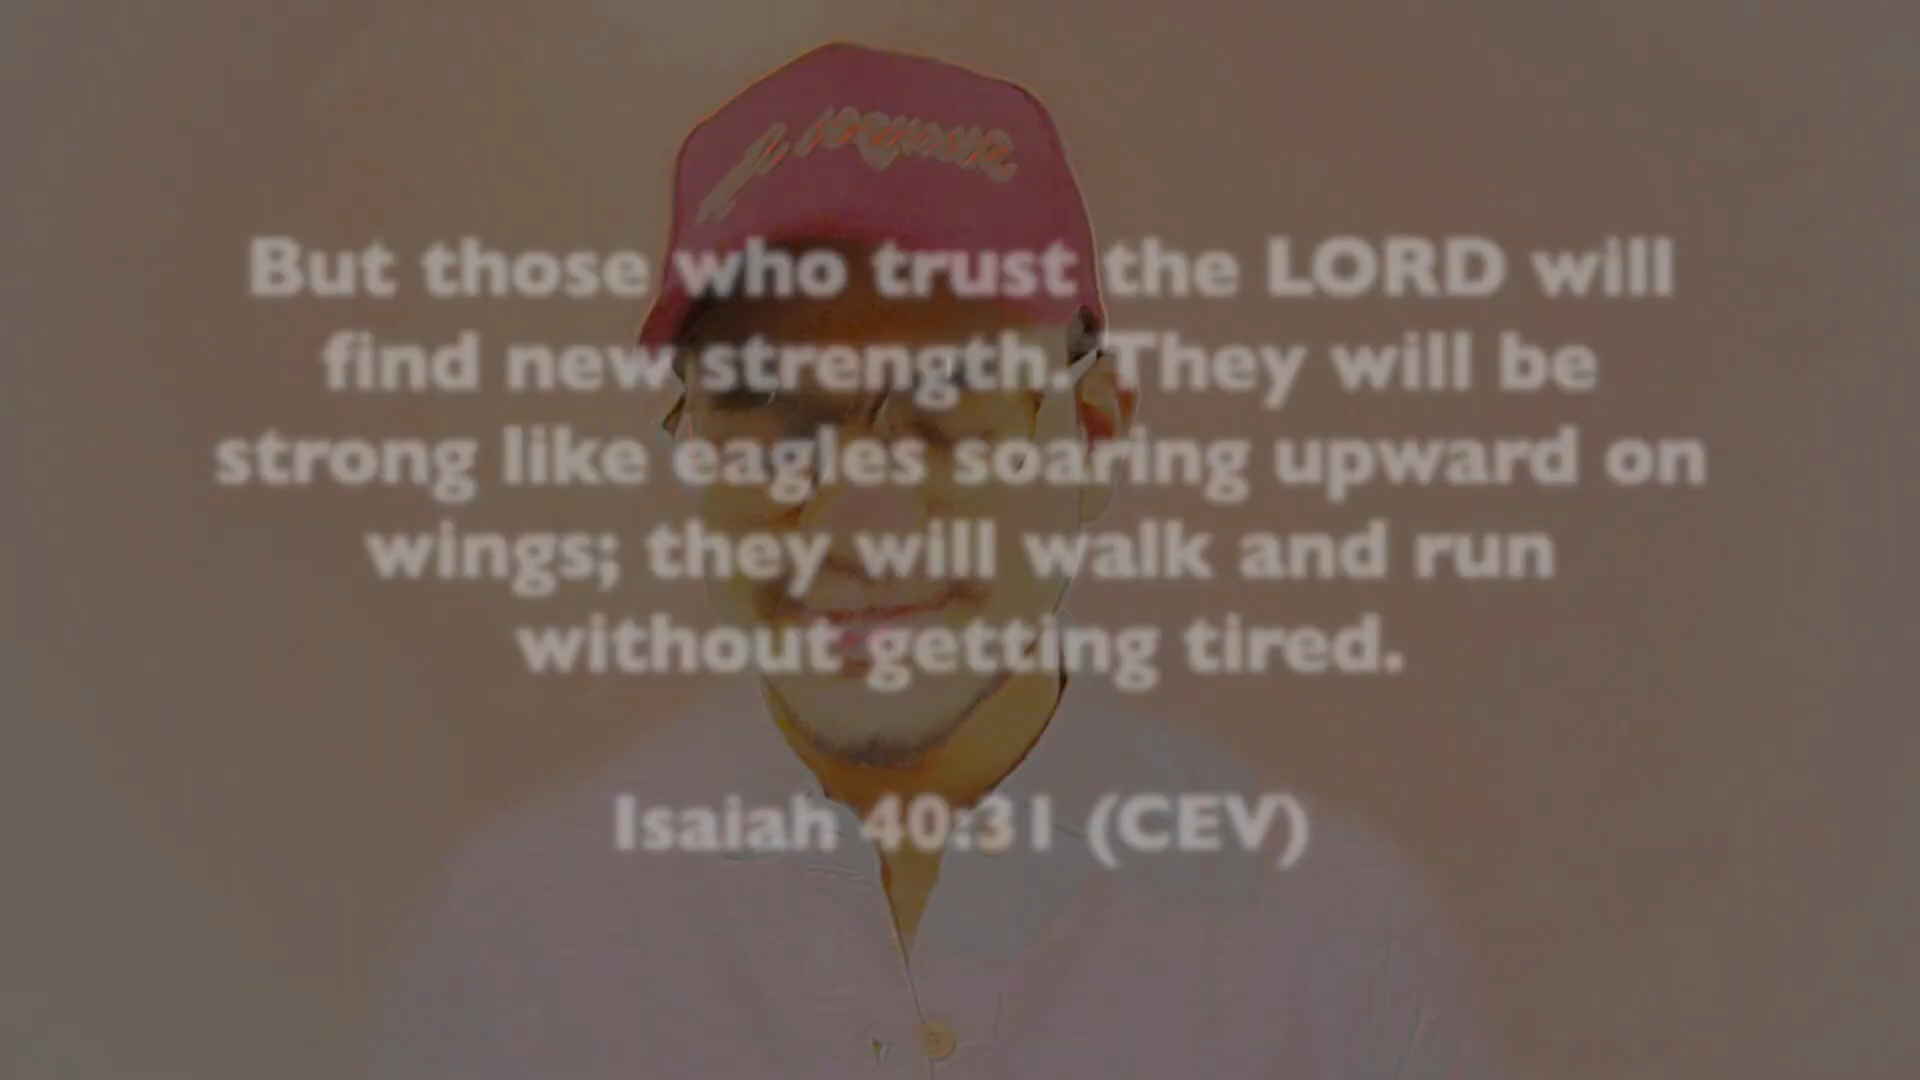 But those who trust the LORD will
find new strength. They will be
strong like eagles soaring upward on
wings; they will walk and run
without getting tired.
Isaiah 40:31 (CEV)